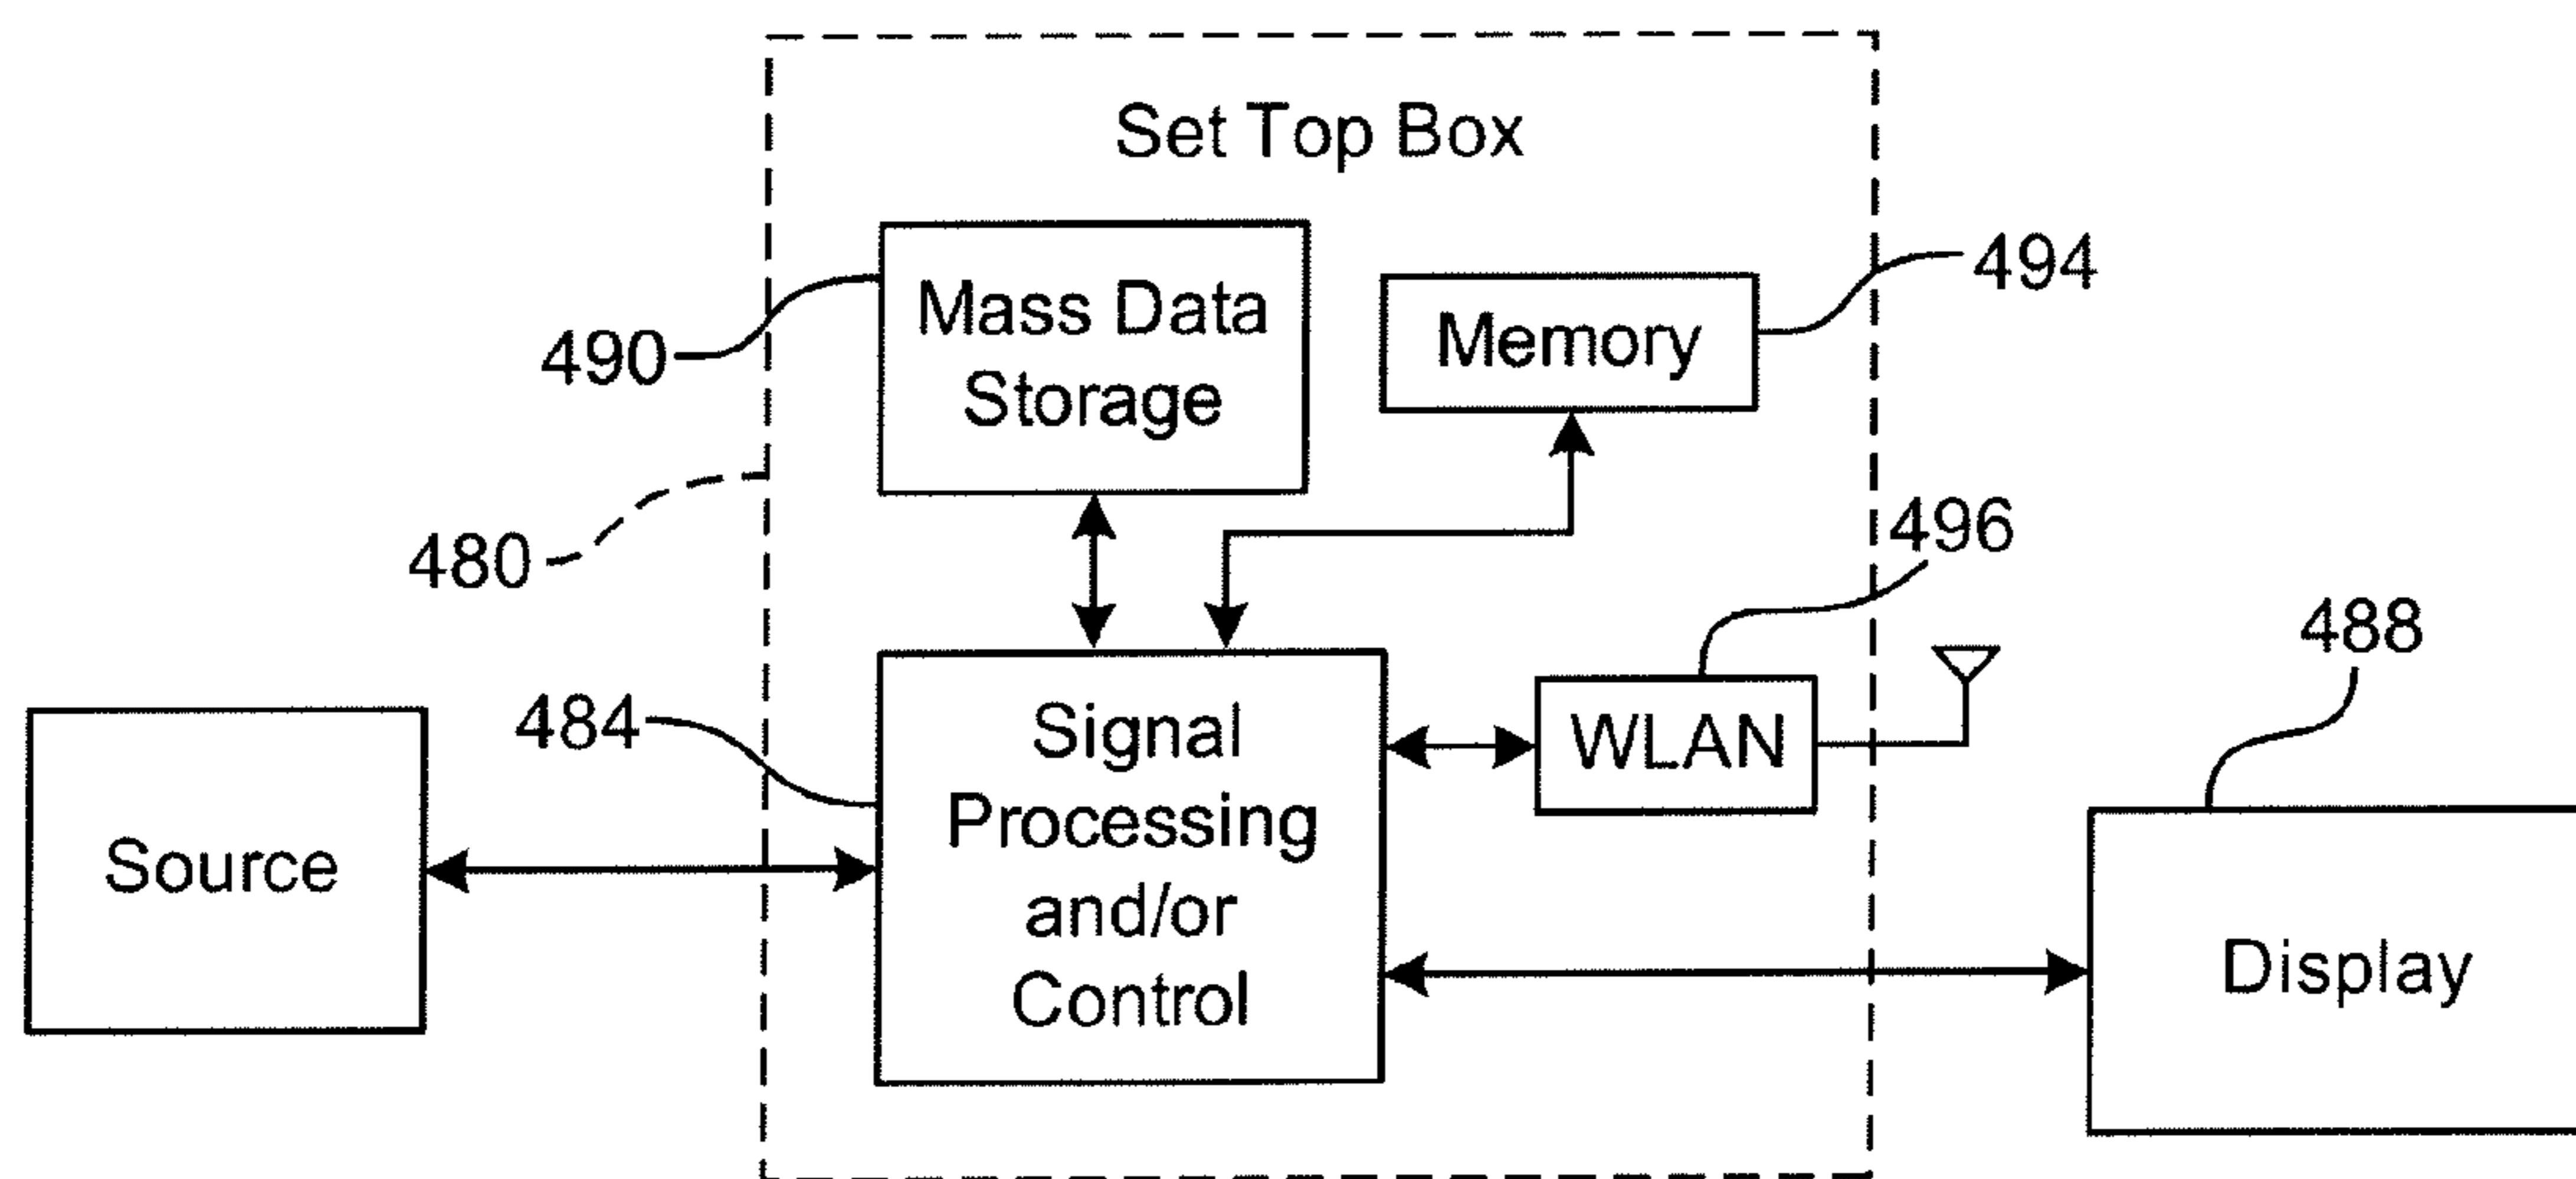 Set Top Box
490
Mass Data
Storage
Memory
494
480
496
488
484
Source
Signal
Processing
and/or
Control
WLAN
Display